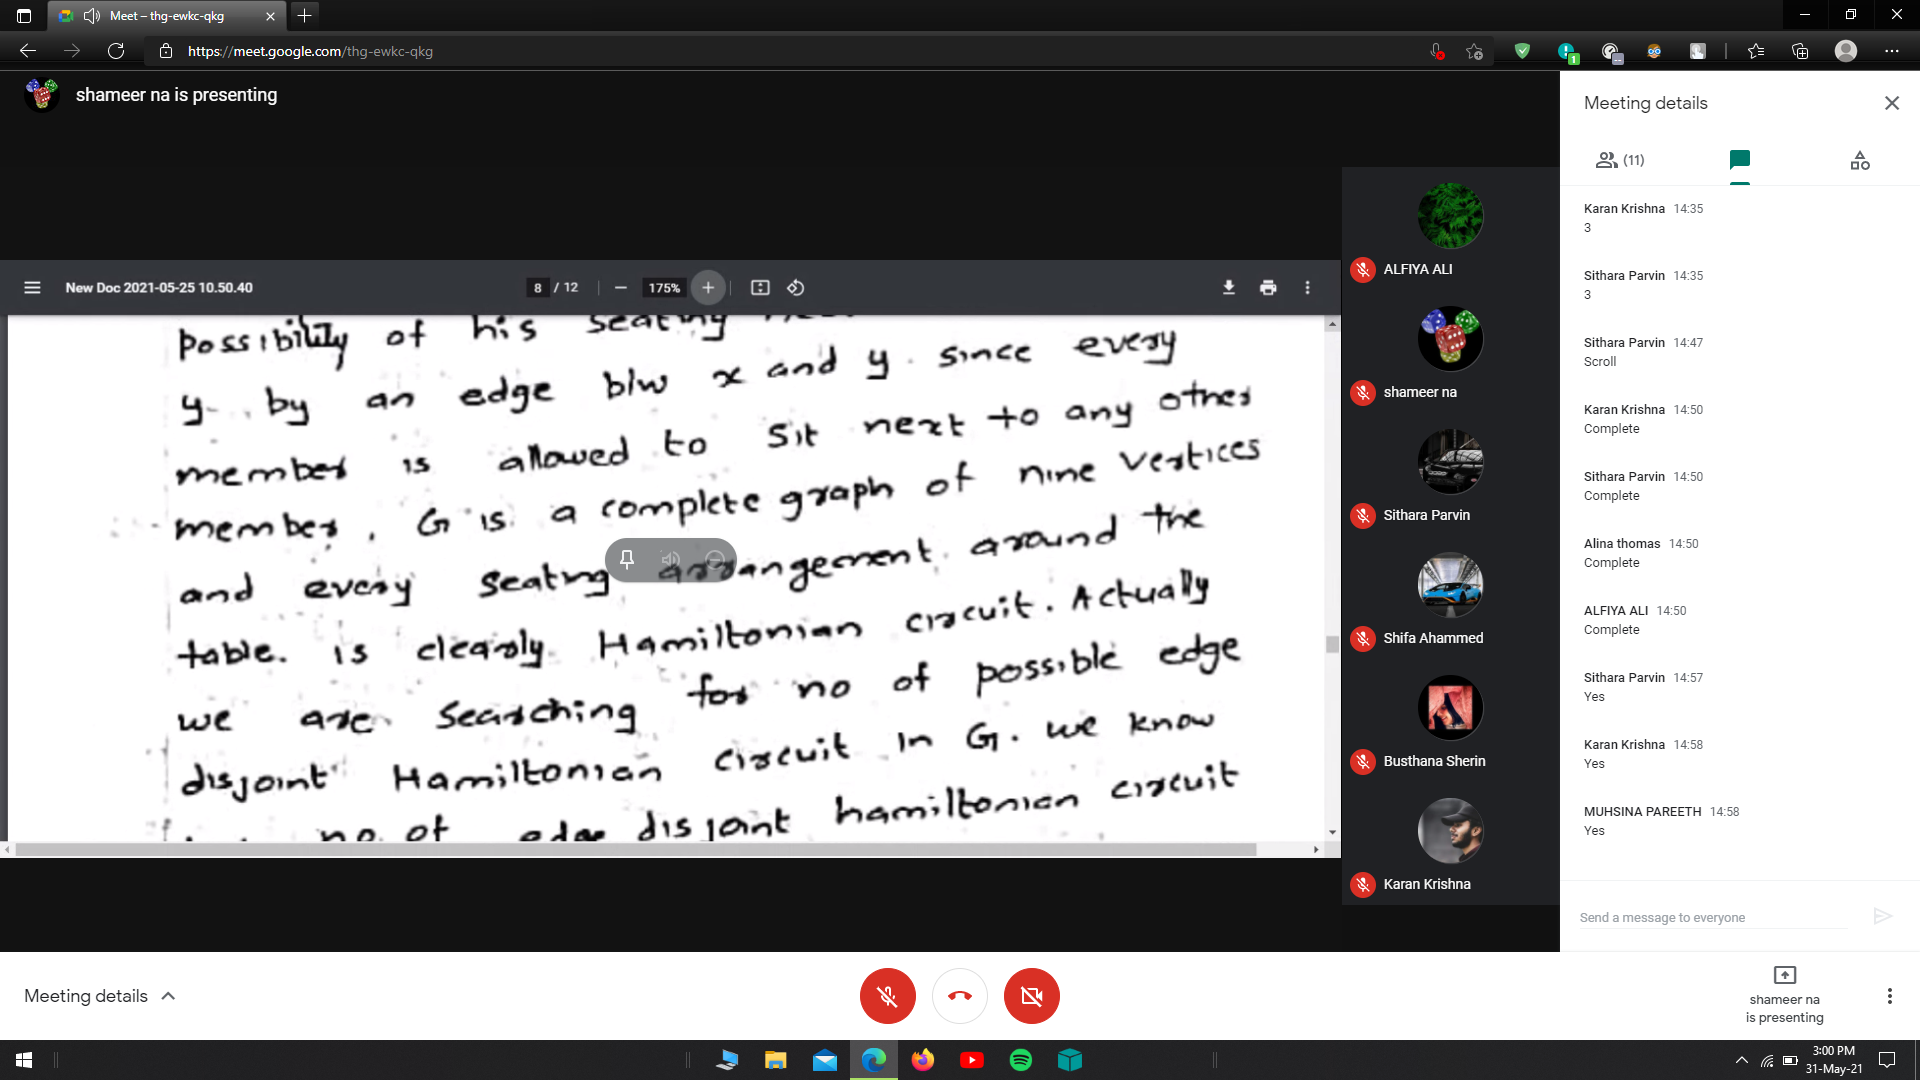 Meet – thg-ewkc-qkg
https://meet.google.com/thg-ewkc-qkg
shameer na is presenting
New Doc 2021-05-25 10.50.40
8 / 12
175%
possibility of his seating
y. by an edge b/w x and y. since every
member is allowed to sit next to any other
member, G is a complete graph of nine vertices
and every seating arrangement around the
table. is clearly Hamiltonian circuit. Actually
we are searching for no of possible edge
disjoint Hamiltonian circuit in G. we know
no. of edge disjoint hamiltonian circuit
ALFIYA ALI
shameer na
Sithara Parvin
Shifa Ahammed
Busthana Sherin
Karan Krishna
Meeting details
(11)
Karan Krishna 14:35
3
Sithara Parvin 14:35
3
Sithara Parvin 14:47
Scroll
Karan Krishna 14:50
Complete
Sithara Parvin 14:50
Complete
Alina thomas 14:50
Complete
ALFIYA ALI 14:50
Complete
Sithara Parvin 14:57
Yes
Karan Krishna 14:58
Yes
MUHSINA PAREETH 14:58
Yes
Send a message to everyone
Meeting details
shameer na
is presenting
3:00 PM
31-May-21
1